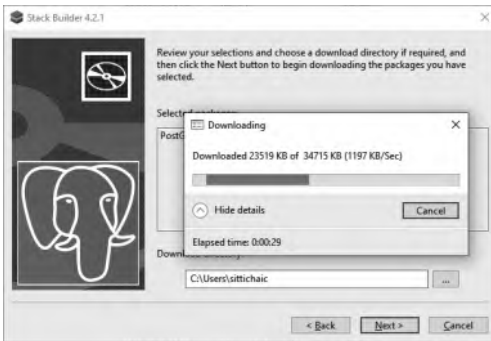 Stack Builder 4.2.1
Review your selections and choose a download directory if required, and
then click the Next button to begin downloading the packages you have
selected.
Downloading
Downloaded 23519 KB of 34715 KB (1197 KB/Sec)
Hide details
Cancel
Elapsed time: 0:00:29
C:\Users\sittichaic
...
< Back
Next >
Cancel